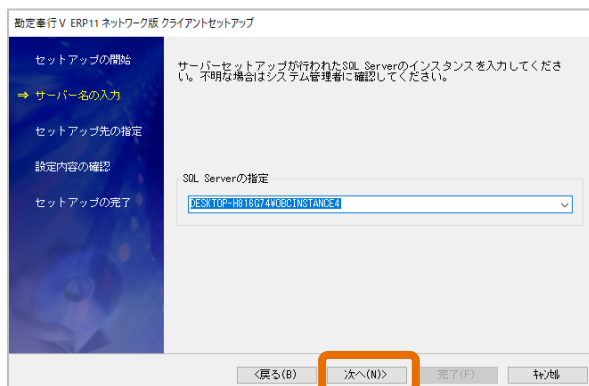 勘定奉行V ERP11 ネットワーク版 クライアントセットアップ
セットアップの開始
⇒ サーバー名の入力
セットアップ先の指定
設定内容の確認
セットアップの完了
サーバーセットアップが行われたSQL Serverのインスタンスを入力してくださ
い。不明な場合はシステム管理者に確認してください。
SQL Serverの指定
DESKTOP-H816G74¥OBCINSTANCE4
<戻る(B)
次へ(N)>
完了(F)
キャンセル